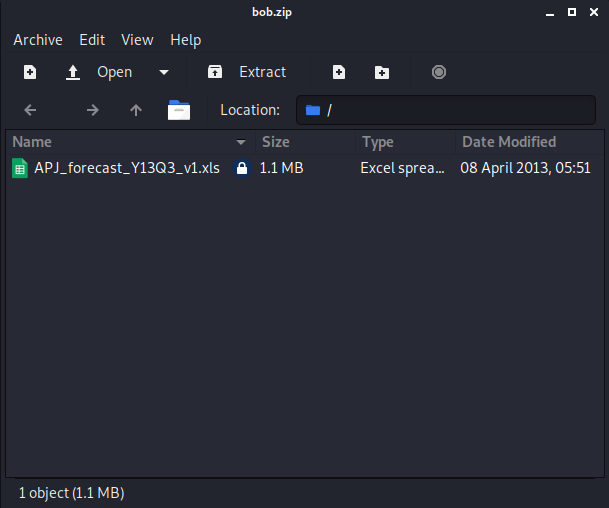 bob.zip
Archive Edit View Help
Open Extract
Location: /
Name Size Type Date Modified
APJ_forecast_Y13Q3_v1.xls 1.1 MB Excel sprea... 08 April 2013, 05:51
1 object (1.1 MB)